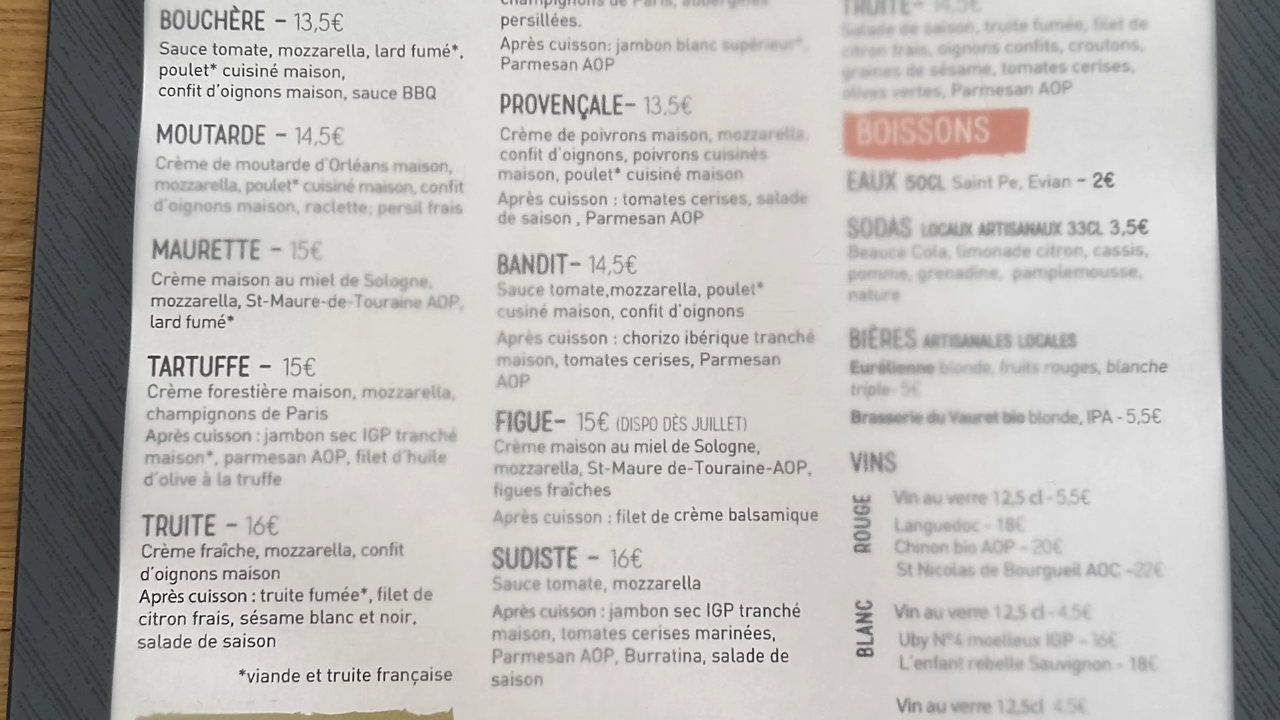 BOUCHÈRE - 13,5€
Sauce tomate, mozzarella, lard fumé*,
poulet* cuisiné maison,
confit d'oignons maison, sauce BBQ
MOUTARDE - 14,5€
Crème de moutarde d'Orléans maison,
mozzarella, poulet* cuisiné maison, confit
d'oignons maison, raclette, persil frais
MAURETTE - 15€
Crème maison au miel de Sologne,
mozzarella, St-Maure-de-Touraine AOP,
lard fumé*
TARTUFFE - 15€
Crème forestière maison, mozzarella,
champignons de Paris
Après cuisson : jambon sec IGP tranché
maison*, parmesan AOP, filet d'huile
d'olive à la truffe
TRUITE - 16€
Crème fraîche, mozzarella, confit
d'oignons maison
Après cuisson : truite fumée*, filet de
citron frais, sésame blanc et noir,
salade de saison
*viande et truite française
champignons de Paris, aubergines
persillées.
Après cuisson: jambon blanc supérieur*,
Parmesan AOP
PROVENÇALE- 13,5€
Crème de poivrons maison, mozzarella,
confit d'oignons, poivrons cuisinés
maison, poulet* cuisiné maison
Après cuisson : tomates cerises, salade
de saison , Parmesan AOP
BANDIT- 14,5€
Sauce tomate,mozzarella, poulet*
cusiné maison, confit d'oignons
Après cuisson : chorizo ibérique tranché
maison, tomates cerises, Parmesan
AOP
FIGUE- 15€ (DISPO DÈS JUILLET)
Crème maison au miel de Sologne,
mozzarella, St-Maure de-Touraine-AOP,
figues fraîches
Après cuisson : filet de crème balsamique
SUDISTE - 16€
Sauce tomate, mozzarella
Après cuisson : jambon sec IGP tranché
maison, tomates cerises marinées,
Parmesan AOP, Burratina, salade de
saison
TRUITE- 14,5€
Salade de saison, truite fumée, filet de
citron frais, oignons confits, croutons,
graines de sésame, tomates cerises,
olives vertes, Parmesan AOP
BOISSONS
EAUX 50CL Saint Pe, Evian - 2€
SODAS LOCAUX ARTISANAUX 33CL 3,5€
Beauce Cola, limonade citron, cassis,
pomme, grenadine, pamplemousse,
nature
BIÈRES ARTISANALES LOCALES
Eurélienne blonde, fruits rouges, blanche
triple- 5€
Brasserie du Vauret bio blonde, IPA - 5,5€
VINS
ROUGE
Vin au verre 12,5 cl - 5,5€
Languedoc - 18€
Chinon bio AOP - 20€
St Nicolas de Bourgueil AOC -22€
BLANC
Vin au verre 12,5 cl - 4,5€
Uby N°4 moelleux IGP - 16€
L'enfant rebelle Sauvignon - 18€
Vin au verre 12,5cl 4,5€